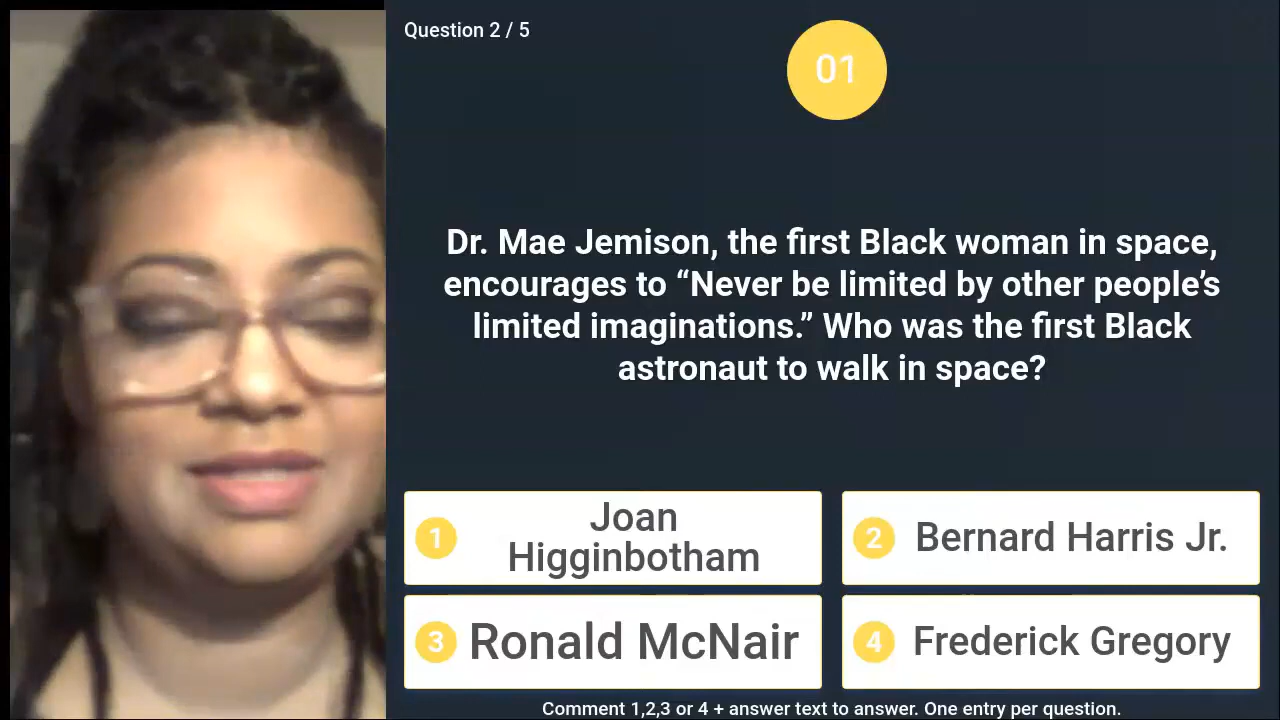 Question 2 / 5
01
Dr. Mae Jemison, the first Black woman in space,
encourages to “Never be limited by other people’s
limited imaginations.” Who was the first Black
astronaut to walk in space?
1 Joan
Higginbotham
2 Bernard Harris Jr.
3 Ronald McNair
4 Frederick Gregory
Comment 1,2,3 or 4 + answer text to answer. One entry per question.